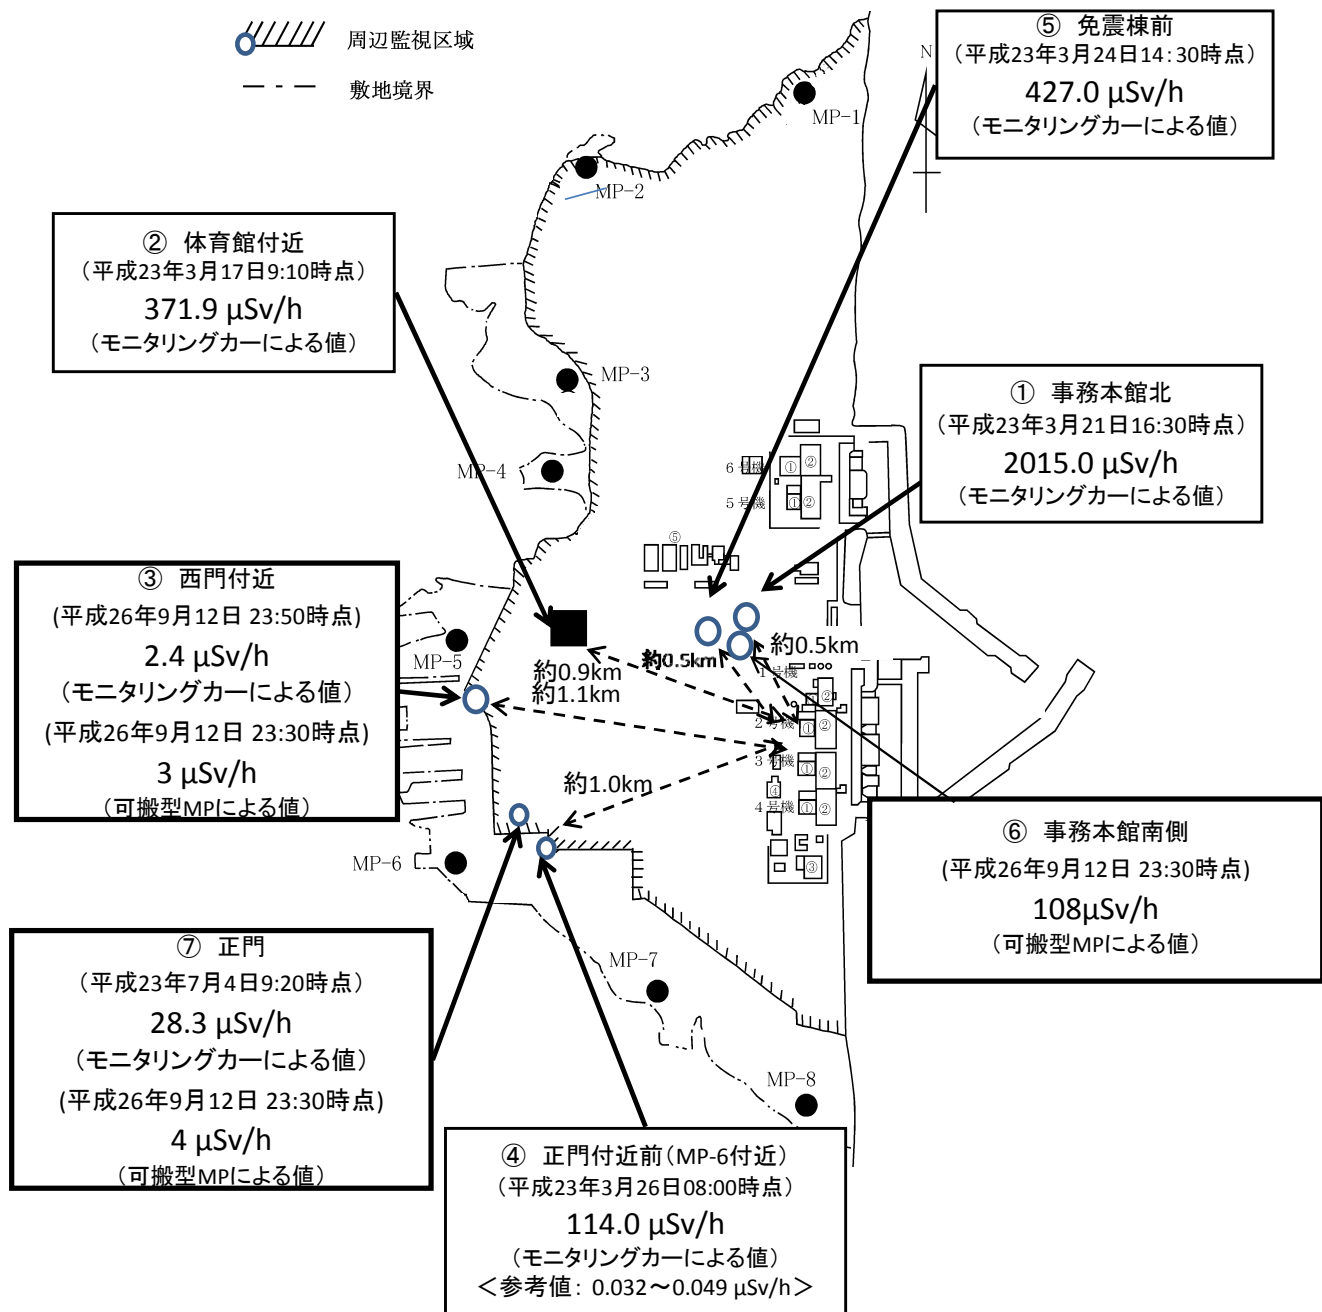 周辺監視区域
敷地境界
⑤ 免震棟前
（平成23年3月24日14:30時点）
427.0 μSv/h
（モニタリングカーによる値）
N
MP-1
MP-2
② 体育館付近
（平成23年3月17日9:10時点）
371.9 μSv/h
（モニタリングカーによる値）
MP-3
① 事務本館北
（平成23年3月21日16:30時点）
2015.0 μSv/h
（モニタリングカーによる値）
MP-4
6号機
①
②
5号機
①
②
⑤
③ 西門付近
(平成26年9月12日 23:50時点)
2.4 μSv/h
（モニタリングカーによる値）
(平成26年9月12日 23:30時点)
3 μSv/h
（可搬型MPによる値）
MP-5
約0.5km
約0.5km
約0.9km
約1.1km
1号機
②
2号機
①
②
3号機
①
②
④
4号機
①
②
③
約1.0km
MP-6
⑥ 事務本館南側
(平成26年9月12日 23:30時点)
108μSv/h
（可搬型MPによる値）
⑦ 正門
（平成23年7月4日9:20時点）
28.3 μSv/h
（モニタリングカーによる値）
(平成26年9月12日 23:30時点)
4 μSv/h
（可搬型MPによる値）
MP-7
MP-8
④ 正門付近前（MP-6付近）
（平成23年3月26日08:00時点）
114.0 μSv/h
（モニタリングカーによる値）
＜参考値: 0.032～0.049 μSv/h＞